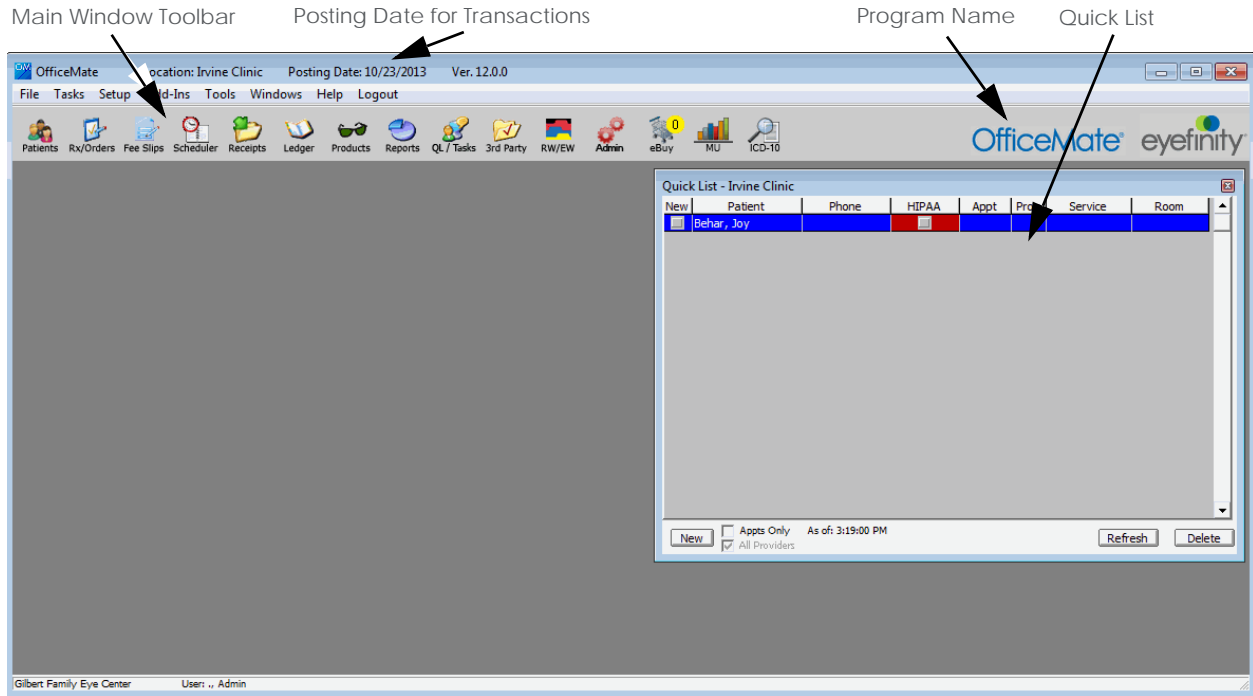 Main Window Toolbar Posting Date for Transactions Program Name Quick List
OfficeMate ocation: Irvine Clinic Posting Date: 10/23/2013 Ver. 12.0.0
File Tasks Setup d-Ins Tools Windows Help Logout
0
Patients Rx/Orders Fee Slips Scheduler Receipts Ledger Products Reports QL / Tasks 3rd Party RW/EW Admin eBuy MU ICD-10
OfficeMate® eyefinity
Quick List - Irvine Clinic
New Patient Phone HIPAA Appt Service Room
Behar, Joy
New Appts Only As of: 3:19:00 PM Refresh Delete
All Providers
Gilbert Family Eye Center User: ., Admin